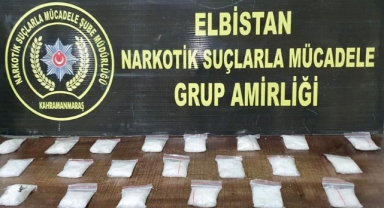 NARKOTİK SUÇLARLA MÜCADELE ŞUBE MÜDÜRLÜĞÜ
KAHRAMANMARAŞ
ELBİSTAN
NARKOTİK SUÇLARLA MÜCADELE
GRUP AMİRLİĞİ